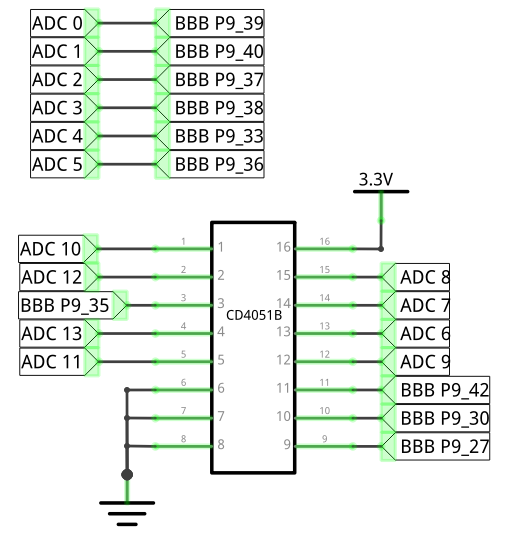 ADC 0 BBB P9_39
ADC 1 BBB P9_40
ADC 2 BBB P9_37
ADC 3 BBB P9_38
ADC 4 BBB P9_33
ADC 5 BBB P9_36
3.3V
ADC 10 1 1 16 16
ADC 12 2 2 15 15 ADC 8
BBB P9_35 3 3 14 14 ADC 7
CD4051B
ADC 13 4 4 13 13 ADC 6
ADC 11 5 5 12 12 ADC 9
6 6 11 11 BBB P9_42
7 7 10 10 BBB P9_30
8 8 9 9 BBB P9_27